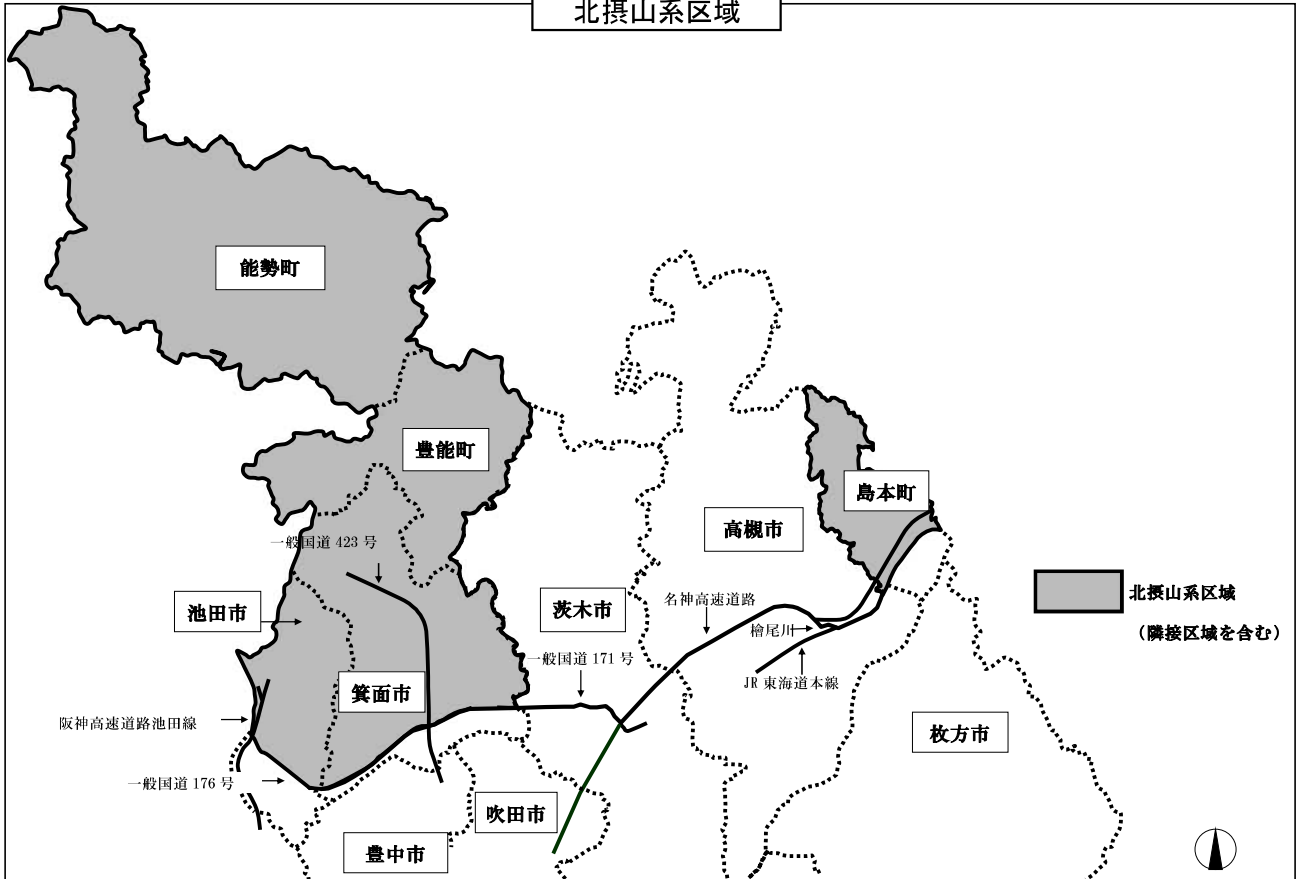 北摂山系区域
能勢町
豊能町
島本町
高槻市
一般国道 423 号
池田市
茨木市
名神高速道路
檜尾川
北摂山系区域
（隣接区域を含む）
一般国道 171 号
JR 東海道本線
箕面市
阪神高速道路池田線
枚方市
一般国道 176 号
吹田市
豊中市